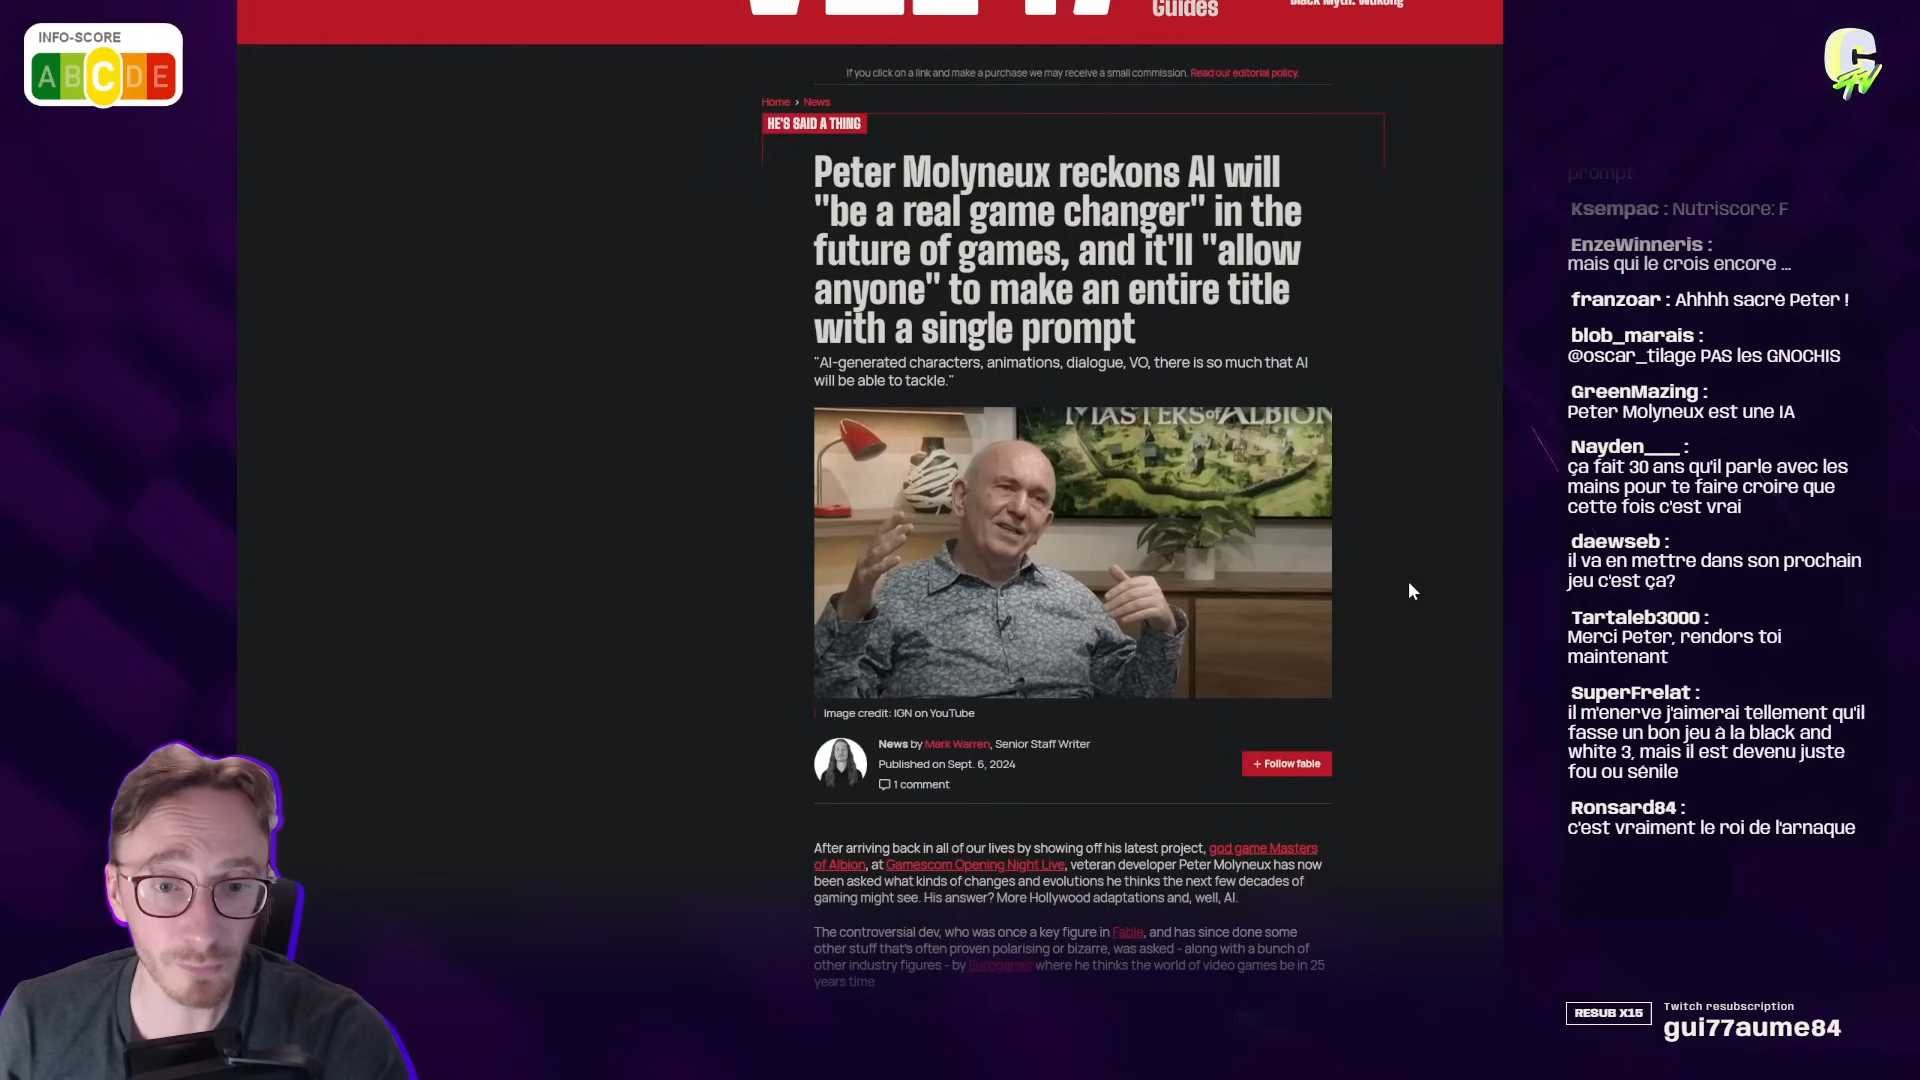 INFO-SCORE
A B C D E
Guides
If you click on a link and make a purchase we may receive a small commission. Read our editorial policy.
Home › News
HE'S SAID A THING
Peter Molyneux reckons AI will
"be a real game changer" in the
future of games, and it'll "allow
anyone" to make an entire title
with a single prompt
"AI-generated characters, animations, dialogue, VO, there is so much that AI
will be able to tackle."
MASTERS of ALBION
Image credit: IGN on YouTube
News by Mark Warren, Senior Staff Writer
Published on Sept. 6, 2024
1 comment
+ Follow fable
After arriving back in all of our lives by showing off his latest project, god game Masters
of Albion, at Gamescom Opening Night Live, veteran developer Peter Molyneux has now
been asked what kinds of changes and evolutions he thinks the next few decades of
gaming might see. His answer? More Hollywood adaptations and, well, AI.
The controversial dev, who was once a key figure in Fable, and has since done some
other stuff that's often proven polarising or bizarre, was asked - along with a bunch of
other industry figures - by Eurogamer where he thinks the world of video games be in 25
years time.
prompt
Ksempac : Nutriscore: F
EnzeWinneris :
mais qui le crois encore ...
franzoar : Ahhhh sacré Peter !
blob_marais :
@oscar_tilage PAS les GNOCHIS
GreenMazing :
Peter Molyneux est une IA
Nayden___ :
ça fait 30 ans qu'il parle avec les
mains pour te faire croire que
cette fois c'est vrai
daewseb :
il va en mettre dans son prochain
jeu c'est ça?
Tartaleb3000 :
Merci Peter, rendors toi
maintenant
SuperFrelat :
il m'enerve j'aimerai tellement qu'il
fasse un bon jeu à la black and
white 3, mais il est devenu juste
fou ou sénile
Ronsard84 :
c'est vraiment le roi de l'arnaque
RESUB X15
Twitch resubscription
gui77aume84